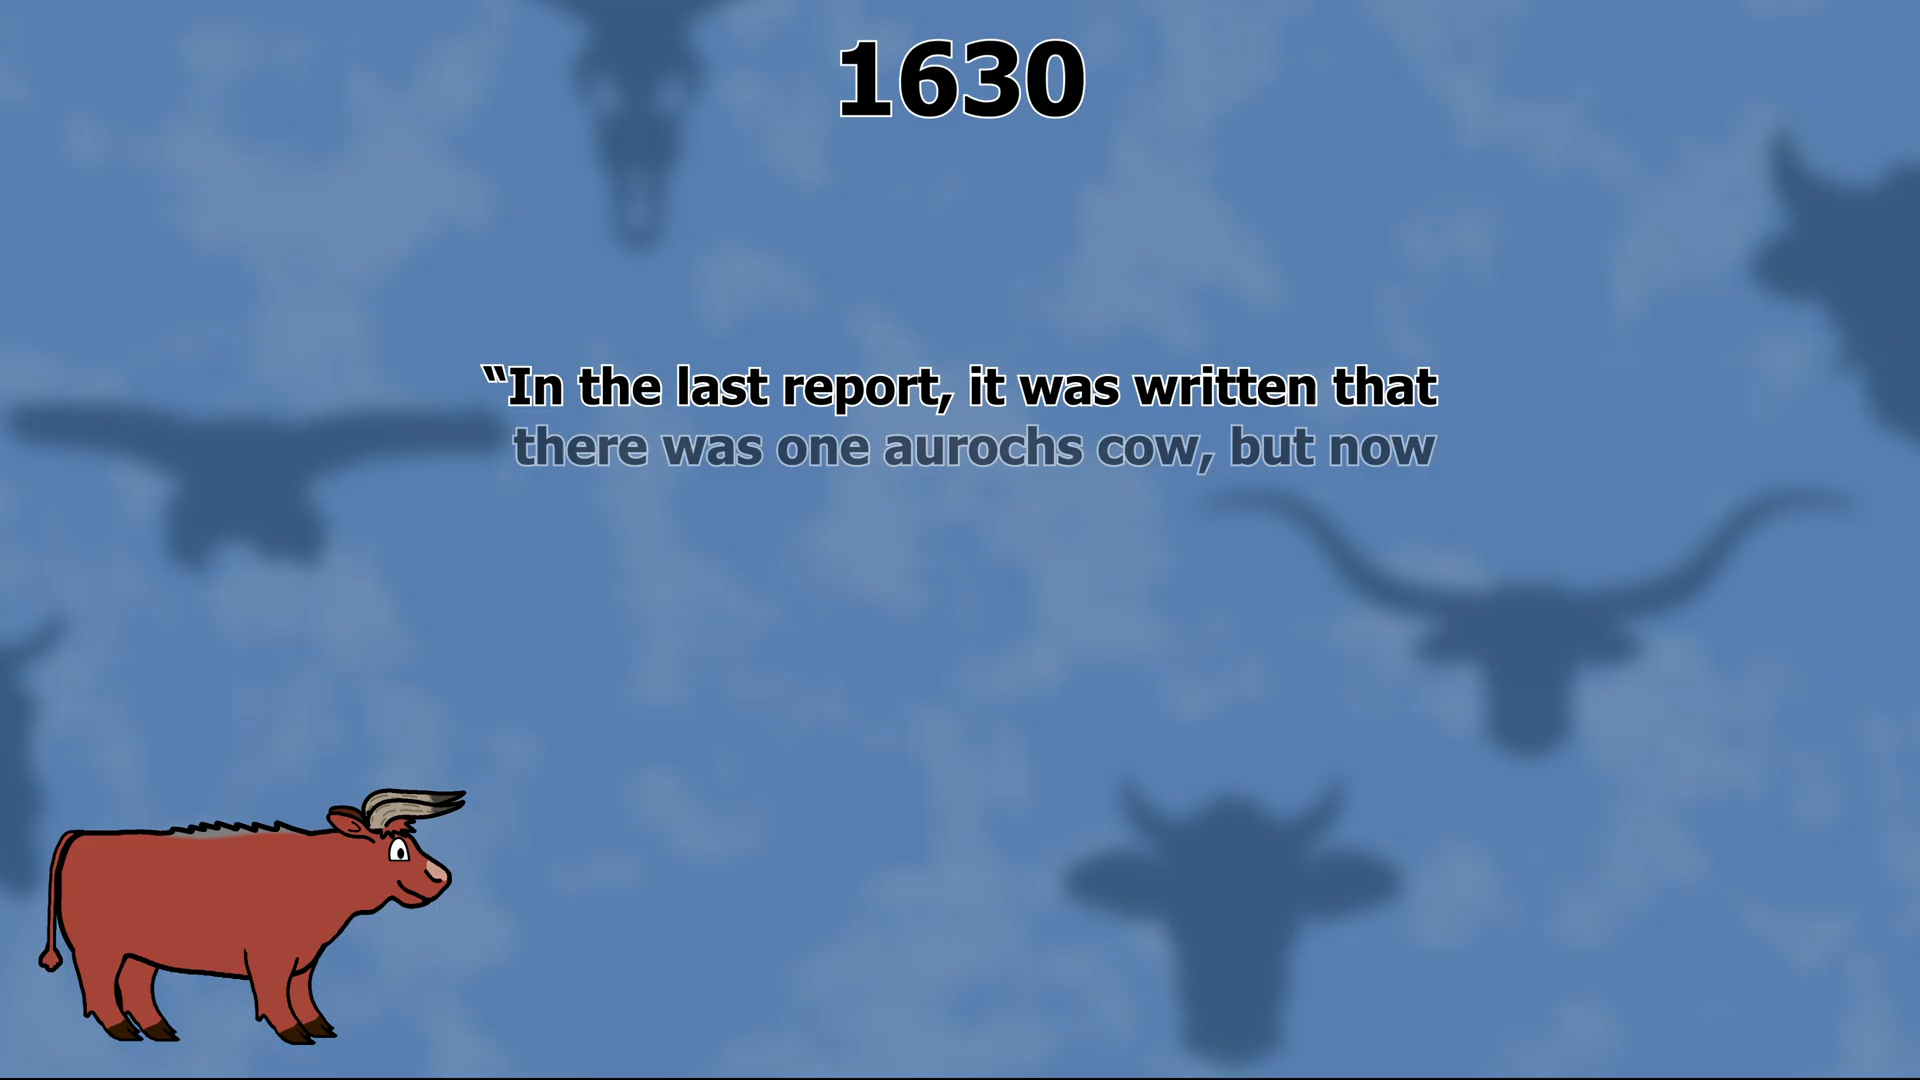 1630
“In the last report, it was written that
there was one aurochs cow, but now